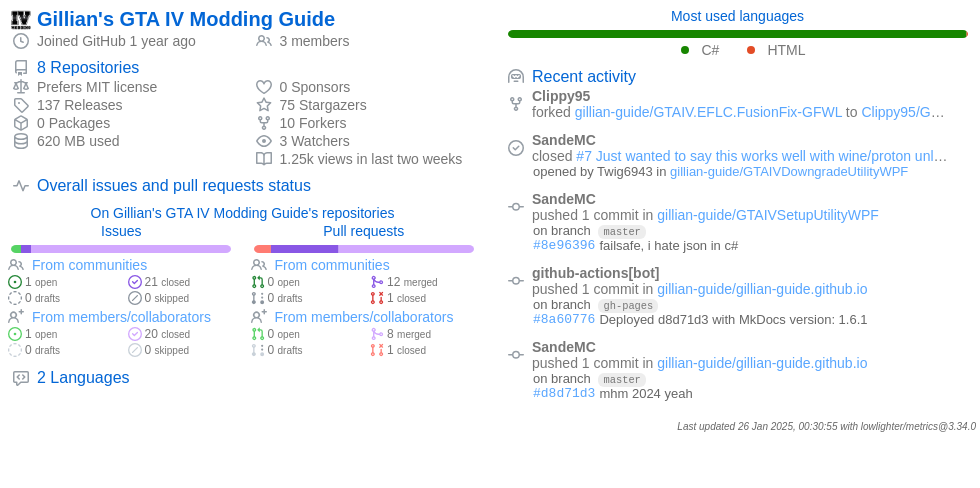 Gillian's GTA IV Modding Guide
Joined GitHub 1 year ago
3 members
8 Repositories
Prefers MIT license
137 Releases
0 Packages
620 MB used
0 Sponsors
75 Stargazers
10 Forkers
3 Watchers
1.25k views in last two weeks
Overall issues and pull requests status
On Gillian's GTA IV Modding Guide's repositories
Issues
From communities
1 open
21 closed
0 drafts
0 skipped
From members/collaborators
1 open
20 closed
0 drafts
0 skipped
Pull requests
From communities
0 open
12 merged
0 drafts
1 closed
From members/collaborators
0 open
8 merged
0 drafts
1 closed
2 Languages
Most used languages
C#
HTML
Recent activity
Clippy95
forked gillian-guide/GTAIV.EFLC.FusionFix-GFWL to Clippy95/G…
SandeMC
closed #7 Just wanted to say this works well with wine/proton unl…
opened by Twig6943 in gillian-guide/GTAIVDowngradeUtilityWPF
SandeMC
pushed 1 commit in gillian-guide/GTAIVSetupUtilityWPF
on branch master
#8e96396 failsafe, i hate json in c#
github-actions[bot]
pushed 1 commit in gillian-guide/gillian-guide.github.io
on branch gh-pages
#8a60776 Deployed d8d71d3 with MkDocs version: 1.6.1
SandeMC
pushed 1 commit in gillian-guide/gillian-guide.github.io
on branch master
#d8d71d3 mhm 2024 yeah
Last updated 26 Jan 2025, 00:30:55 with lowlighter/metrics@3.34.0